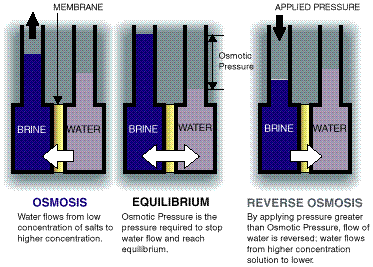 MEMBRANE
APPLIED PRESSURE
Osmotic
Pressure
BRINE
WATER
BRINE
WATER
BRINE
WATER
OSMOSIS
Water flows from low
concentration of salts to
higher concentration.
EQUILIBRIUM
Osmotic Pressure is the
pressure required to stop
water flow and reach
equilibrium.
REVERSE OSMOSIS
By applying pressure greater
than Osmotic Pressure, flow of
water is reversed; water flows
from higher concentration
solution to lower.